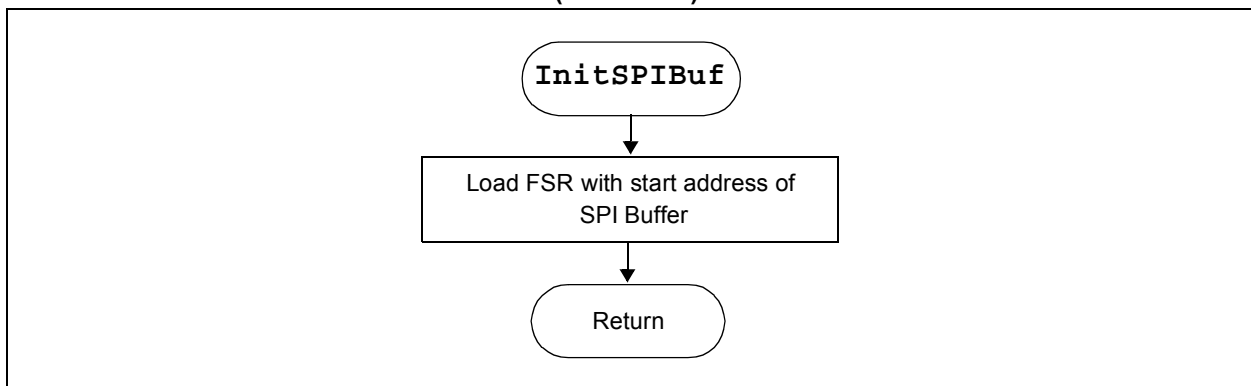 InitSPIBuf
Load FSR with start address of
SPI Buffer
Return